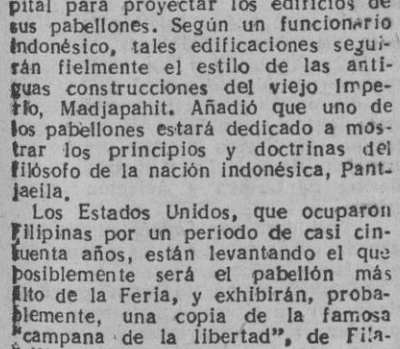 pital para proyectar los edificios de
sus pabellones. Según un funcionario
indonésico, tales edificaciones segui-
rán fielmente el estilo de las anti-
guas construcciones del viejo Impe-
rio, Madjapahit. Añadió que uno de
los pabellones estará dedicado a mos-
trar los principios y doctrinas del
filósofo de la nación indonésica, Pant-
jaeila.
Los Estados Unidos, que ocuparon
Filipinas por un periodo de casi cin-
cuenta años, están levantando el que
posiblemente será el pabellón más
alto de la Feria, y exhibirán, proba-
blemente, una copia de la famosa
"campana de la libertad", de Fila-